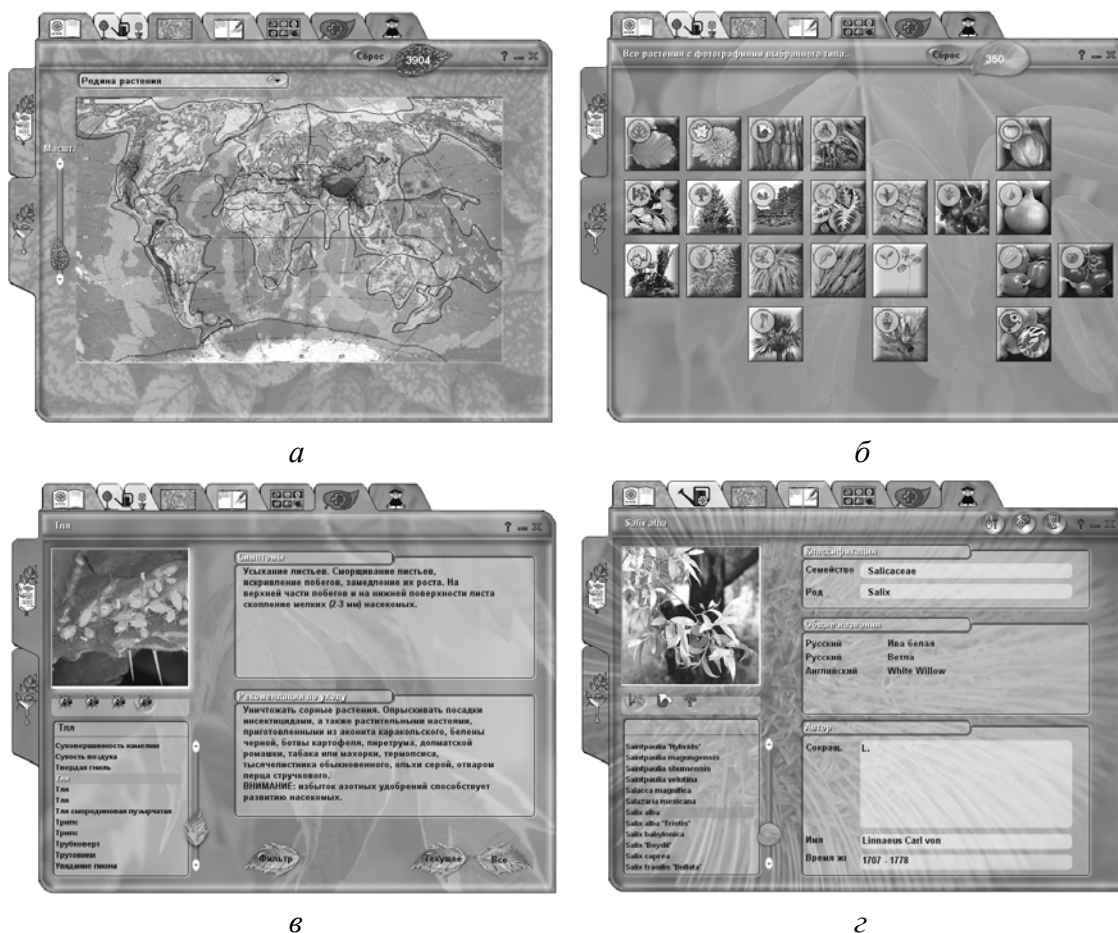 Сброс
3904
? – X
Родина растения
Масшт.
а
Все растения с фотографиями выбранного типа..
Сброс
350
? – X
б
Тля
? – X
Симптомы
Усыхание листьев. Сморщивание листьев,
искривление побегов, замедление их роста. На
верхней части побегов и на нижней поверхности листа
скопление мелких (2-3 мм) насекомых.
Рекомендации по уходу
Уничтожать сорные растения. Опрыскивать посадки
инсектицидами, а также растительными настоями,
приготовленными из аконита каракольского, белены
черной, ботвы картофеля, пиретрума, долматской
ромашки, табака или махорки, термопсиса,
тысячелистника обыкновенного, ольхи серой, отваром
перца стручкового.
ВНИМАНИЕ: избыток азотных удобрений способствует
развитию насекомых.
Тля
Суховершинность камелии
Сухость воздуха
Твердая гниль
Тля
Тля
Тля
Тля смородиновая пузырчатая
Трипс
Трипс
Трубковерт
Трутовики
Увядание пиона
Фильтр
Текущее
Все
в
Salix alba
? – X
Классификация
Семейство Salicaceae
Род Salix
Общие названия
Русский Ива белая
Русский Ветла
Английский White Willow
Автор
Сокращ. L.
Имя Linnaeus Carl von
Время жи 1707 - 1778
Saintpaulia 'Hybrids'
Saintpaulia magungensis
Saintpaulia shumensis
Saintpaulia velutina
Salacca magnifica
Salazaria mexicana
Salix alba
Salix alba 'Tristis'
Salix babylonica
Salix 'Boydii'
Salix caprea
Salix fragilis 'Bullata'
г